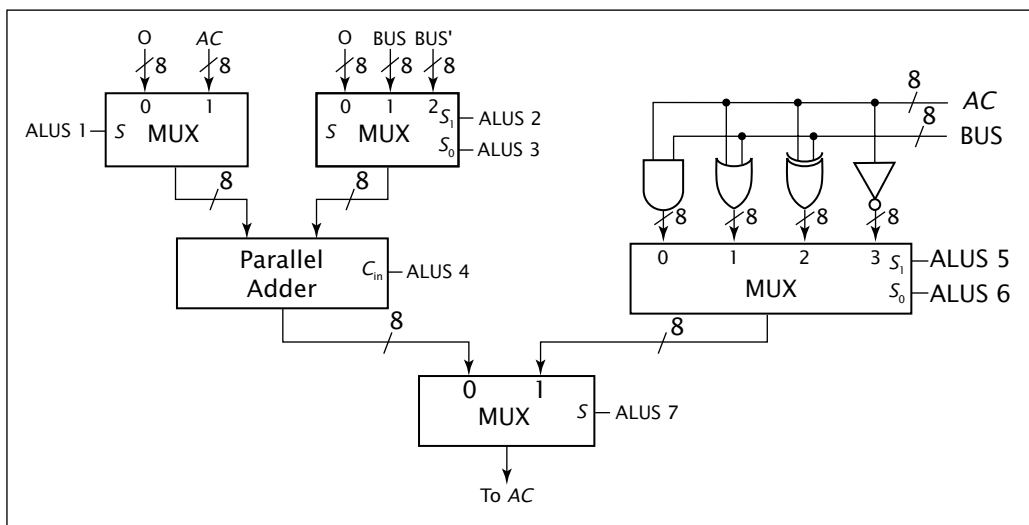 O AC O BUS BUS'
8 8 8 8 8
0 1 0 1 2
ALUS 1 S MUX S MUX S1 ALUS 2
S0 ALUS 3
8 AC
8 BUS
8 8
8 8 8 8
Parallel
Adder
Cin ALUS 4
0 1 2 3
MUX
S1 ALUS 5
S0 ALUS 6
8 8
0 1
MUX S ALUS 7
To AC